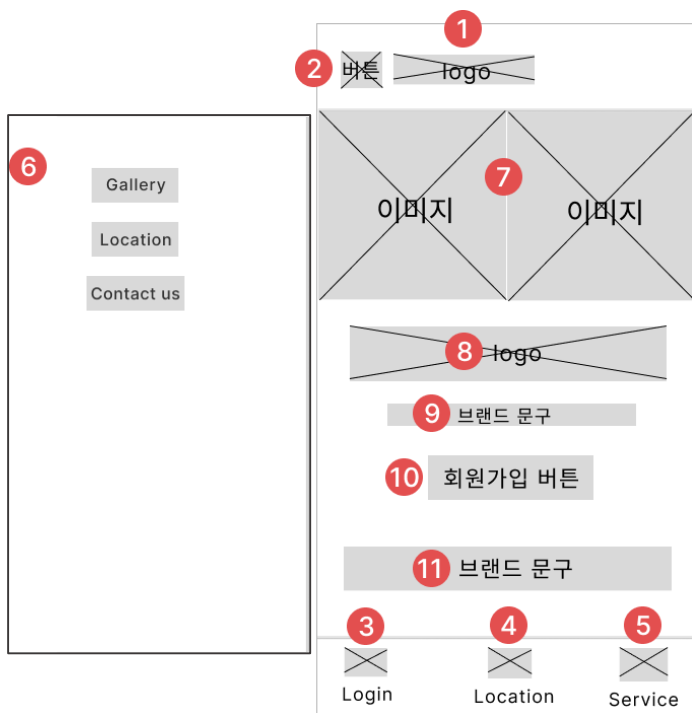 1
2
버튼
logo
6
Gallery
Location
Contact us
7
이미지
이미지
8
logo
9
브랜드 문구
10
회원가입 버튼
11
브랜드 문구
3
4
5
Login
Location
Service